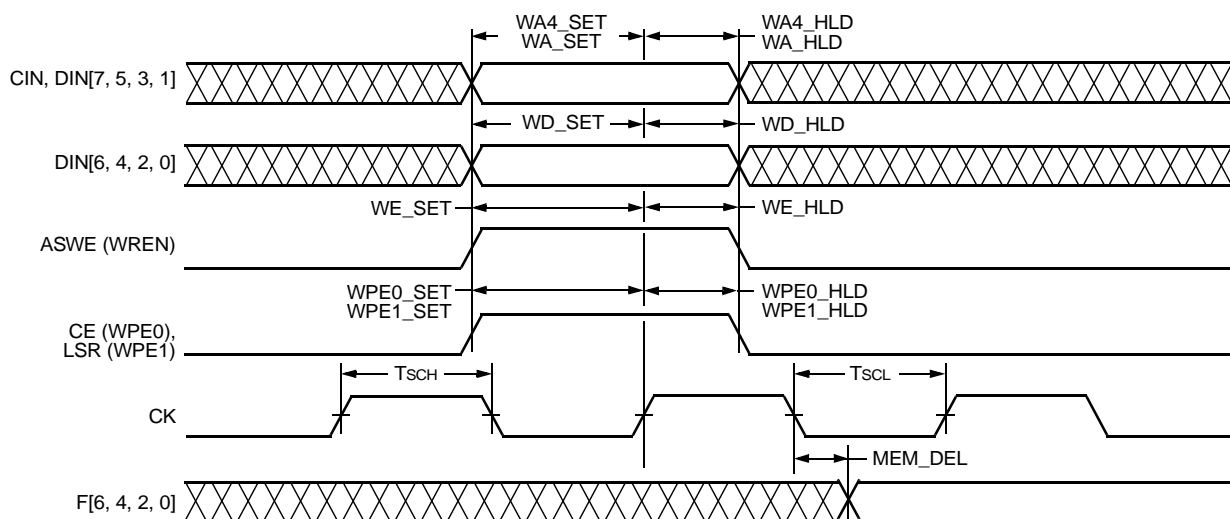 WA4_SET
WA_SET
WA4_HLD
WA_HLD
CIN, DIN[7, 5, 3, 1]
WD_SET
WD_HLD
DIN[6, 4, 2, 0]
WE_SET
WE_HLD
ASWE (WREN)
WPE0_SET
WPE1_SET
WPE0_HLD
WPE1_HLD
CE (WPE0),
LSR (WPE1)
TSCH
TSCL
CK
MEM_DEL
F[6, 4, 2, 0]